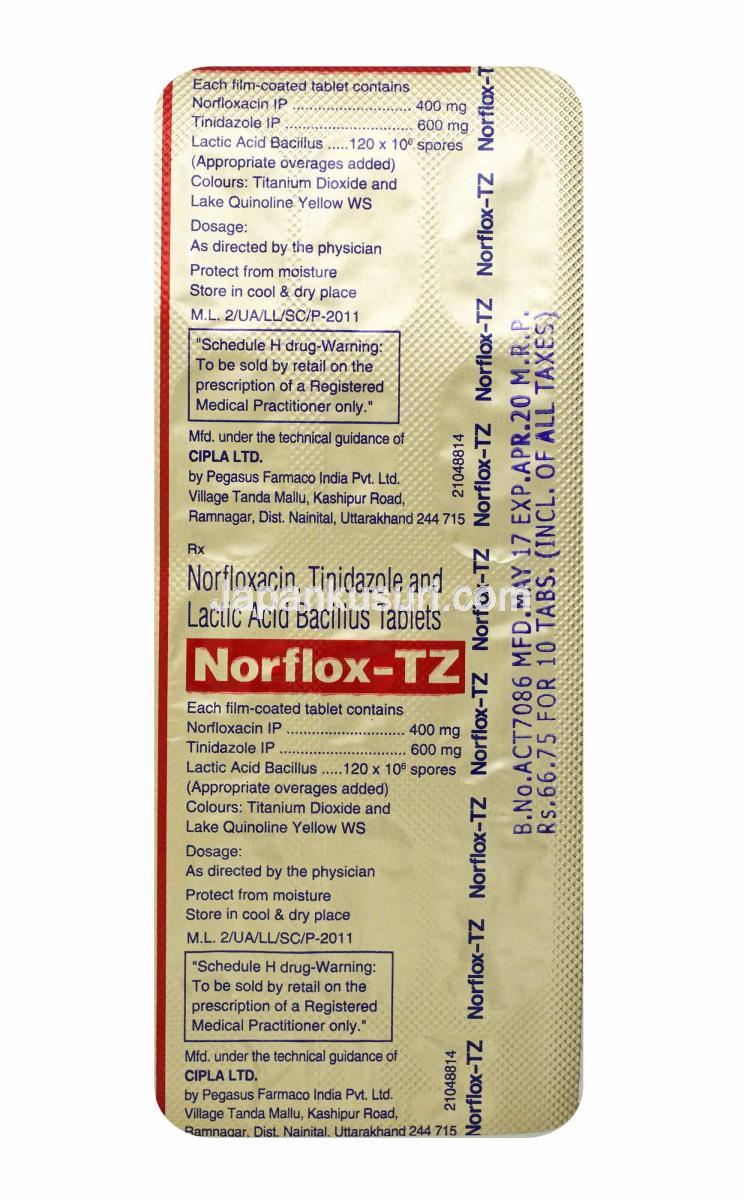 Each film-coated tablet contains
Norfloxacin IP ............................ 400 mg
Tinidazole IP .............................. 600 mg
Lactic Acid Bacillus .....120 x 10⁶ spores
(Appropriate overages added)
Colours: Titanium Dioxide and
Lake Quinoline Yellow WS
Dosage:
As directed by the physician
Protect from moisture
Store in cool & dry place
M.L. 2/UA/LL/SC/P-2011
"Schedule H drug-Warning:
To be sold by retail on the
prescription of a Registered
Medical Practitioner only."
Mfd. under the technical guidance of
CIPLA LTD.
by Pegasus Farmaco India Pvt. Ltd.
Village Tanda Mallu, Kashipur Road,
Ramnagar, Dist. Nainital, Uttarakhand 244 715
21048814
Rx
Norfloxacin, Tinidazole and
Lactic Acid Bacillus Tablets
Japankusuri.com
Norflox-TZ
Each film-coated tablet contains
Norfloxacin IP ............................ 400 mg
Tinidazole IP .............................. 600 mg
Lactic Acid Bacillus .....120 x 10⁶ spores
(Appropriate overages added)
Colours: Titanium Dioxide and
Lake Quinoline Yellow WS
Dosage:
As directed by the physician
Protect from moisture
Store in cool & dry place
M.L. 2/UA/LL/SC/P-2011
"Schedule H drug-Warning:
To be sold by retail on the
prescription of a Registered
Medical Practitioner only."
Mfd. under the technical guidance of
CIPLA LTD.
by Pegasus Farmaco India Pvt. Ltd.
Village Tanda Mallu, Kashipur Road,
Ramnagar, Dist. Nainital, Uttarakhand 244 715
21048814
Norflox-TZ Norflox-TZ Norflox-TZ Norflox-TZ Norflox-TZ Norflox-TZ Norflox-TZ Norflox-TZ Norflox-T
B.No.ACT7086 MFD.MAY 17 EXP.APR.20 M.R.P.
Rs.66.75 FOR 10 TABS. (INCL. OF ALL TAXES)